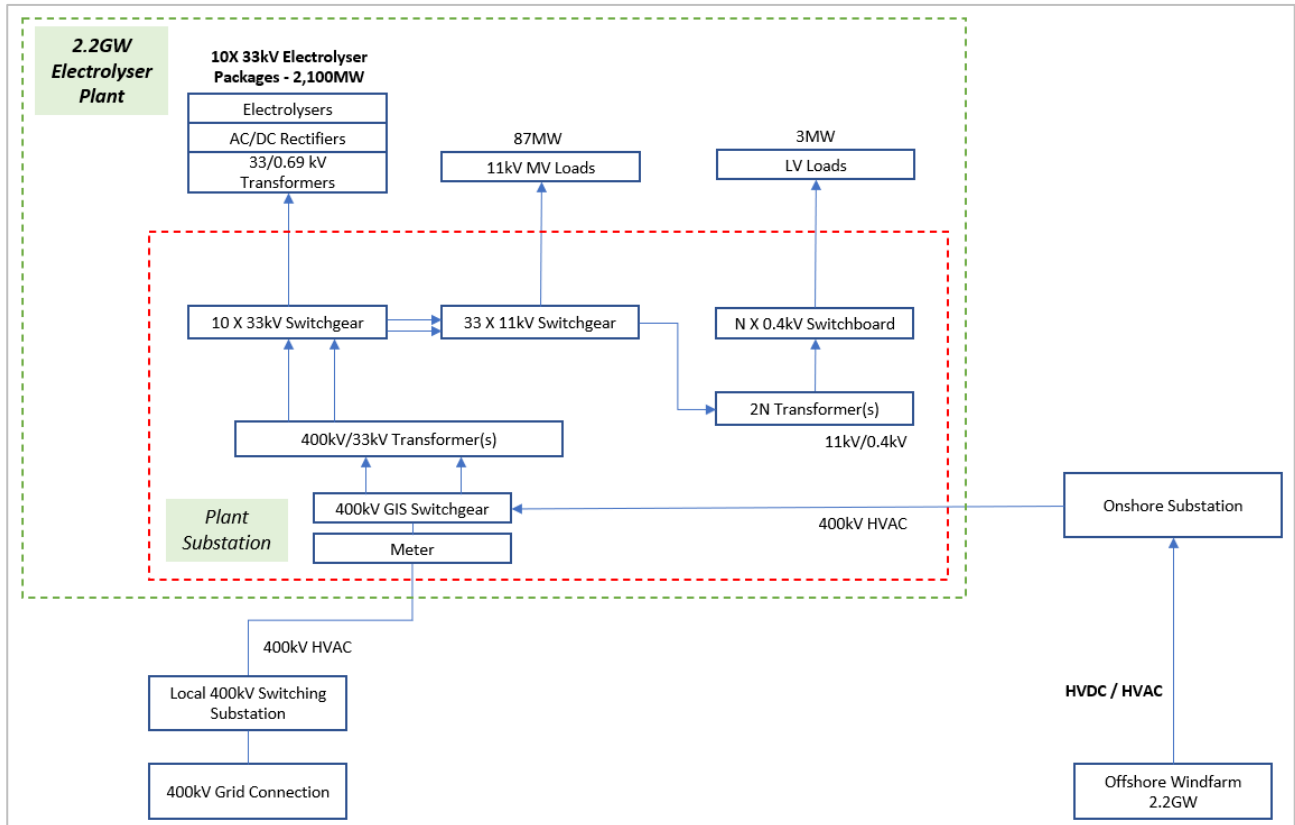 2.2GW
Electrolyser
Plant
10X 33kV Electrolyser
Packages - 2,100MW
Electrolysers
AC/DC Rectifiers
33/0.69 kV
Transformers
87MW
11kV MV Loads
3MW
LV Loads
10 X 33kV Switchgear
33 X 11kV Switchgear
N X 0.4kV Switchboard
2N Transformer(s)
11kV/0.4kV
400kV/33kV Transformer(s)
Plant
Substation
400kV GIS Switchgear
Meter
400kV HVAC
Onshore Substation
400kV HVAC
Local 400kV Switching
Substation
HVDC / HVAC
400kV Grid Connection
Offshore Windfarm
2.2GW